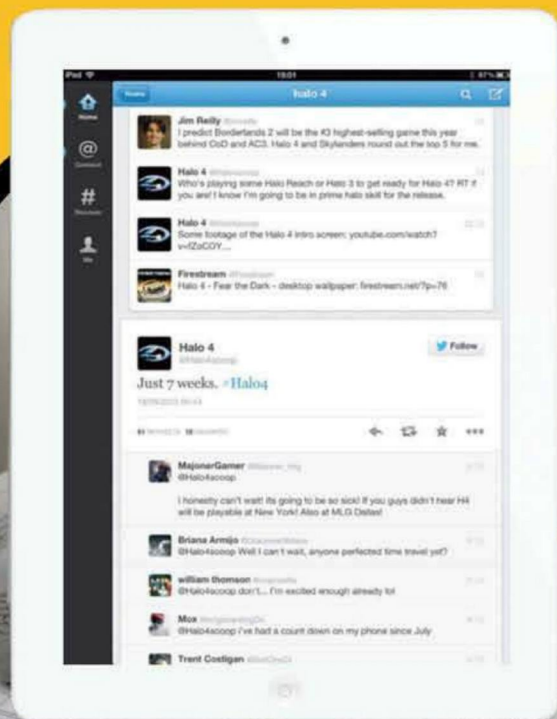 iPad
19:01
Home
halo 4
Home
Connect
Discover
Me
Jim Reilly
I predict Borderlands 2 will be the #3 highest-selling game this year
behind CoD and AC3. Halo 4 and Skylanders round out the top 5 for me.
Halo 4
Who's playing some Halo Reach or Halo 3 to get ready for Halo 4? RT if
you are! I know I'm going to be in prime halo skill for the release.
Halo 4
Some footage of the Halo 4 intro screen: youtube.com/watch?
Firestream
Halo 4 - Fear the Dark - desktop wallpaper: firestream.net/?p=76
Halo 4
@Halo4scoop
Follow
Just 7 weeks. #Halo4
MajonerGamer
@Halo4scoop
I honestly can't wait! Its going to be so sick! If you guys didn't hear H4
will be playable at New York! Also at MLG Dallas!
Briana Armijo
@Halo4scoop Well I can't wait, anyone perfected time travel yet?
william thomson
@Halo4scoop don't... I'm excited enough already lol
Mox
@Halo4scoop i've had a count down on my phone since July
Trent Costigan